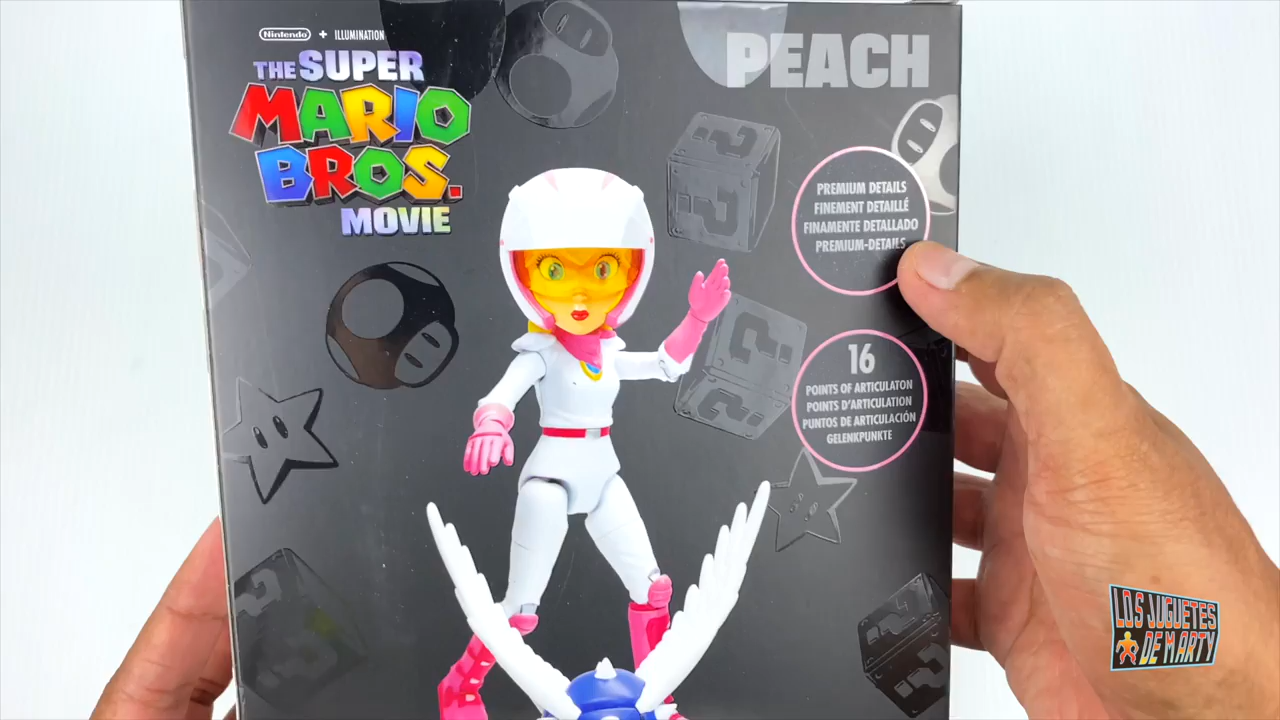 Nintendo + ILLUMINATION
THE SUPER
MARIO
BROS.
MOVIE
PEACH
PREMIUM DETAILS
FINEMENT DETAILLÉ
FINAMENTE DETALLADO
PREMIUM-DETAILS
16
POINTS OF ARTICULATON
POINTS D'ARTICULATION
PUNTOS DE ARTICULACIÓN
GELENKPUNKTE
LOS JUGUETES
DE MARTY